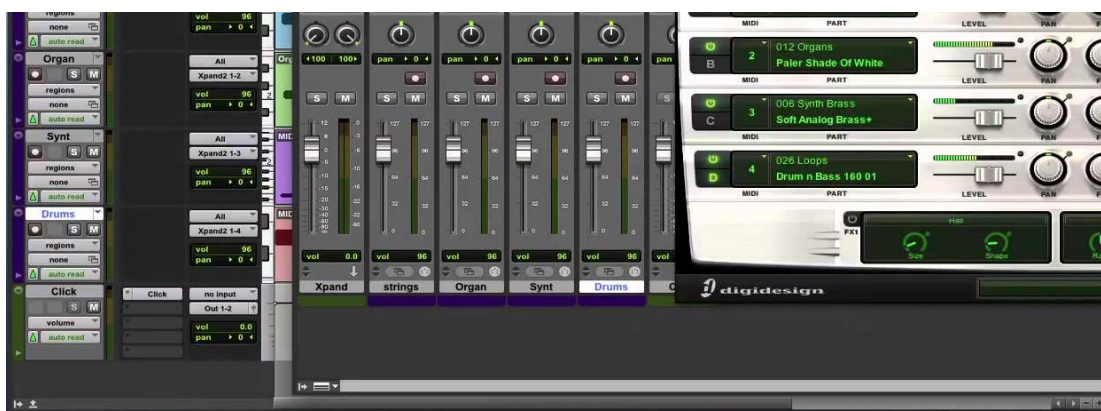 regions
none
auto read
vol 96
pan 0
Organ
S M
regions
none
auto read
All
Xpand2 1-2
vol 96
pan 0
Synt
S M
regions
none
auto read
All
Xpand2 1-3
vol 96
pan 0
Drums
S M
regions
none
auto read
All
Xpand2 1-4
vol 96
pan 0
Click
S M
volume
auto read
Click
no input
Out 1-2
vol 0.0
pan 0
Org
MID
MID
100 100
pan 0
pan 0
pan 0
pan 0
pan
S M
S M
S M
S M
S M
S
vol 0.0
vol 96
vol 96
vol 96
vol 96
vol
Xpand
strings
Organ
Synt
Drums
C
MIDI PART LEVEL PAN F
B 2 012 Organs
Paler Shade Of White
MIDI PART LEVEL PAN F
C 3 006 Synth Brass
Soft Analog Brass+
MIDI PART LEVEL PAN F
D 4 026 Loops
Drum n Bass 160 01
MIDI PART LEVEL PAN F
FX1
Hall
Size Shape Ra
digidesign